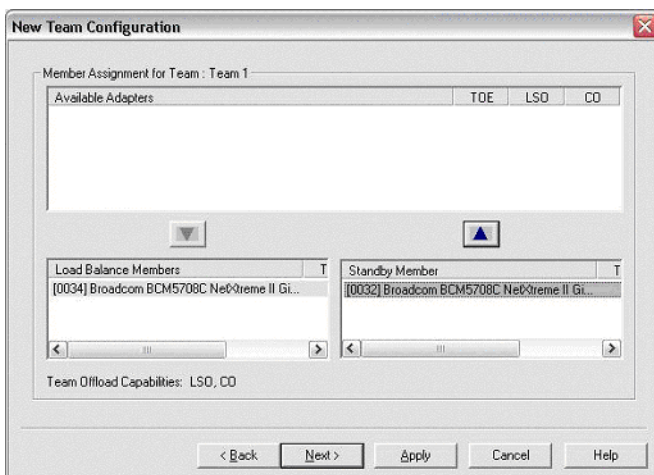 New Team Configuration
Member Assignment for Team : Team 1
Available Adapters TOE LSO CO
Load Balance Members T
[0034] Broadcom BCM5708C NetXtreme II Gi...
Standby Member T
[0032] Broadcom BCM5708C NetXtreme II Gi...
Team Offload Capabilities: LSO, CO
< Back Next > Apply Cancel Help